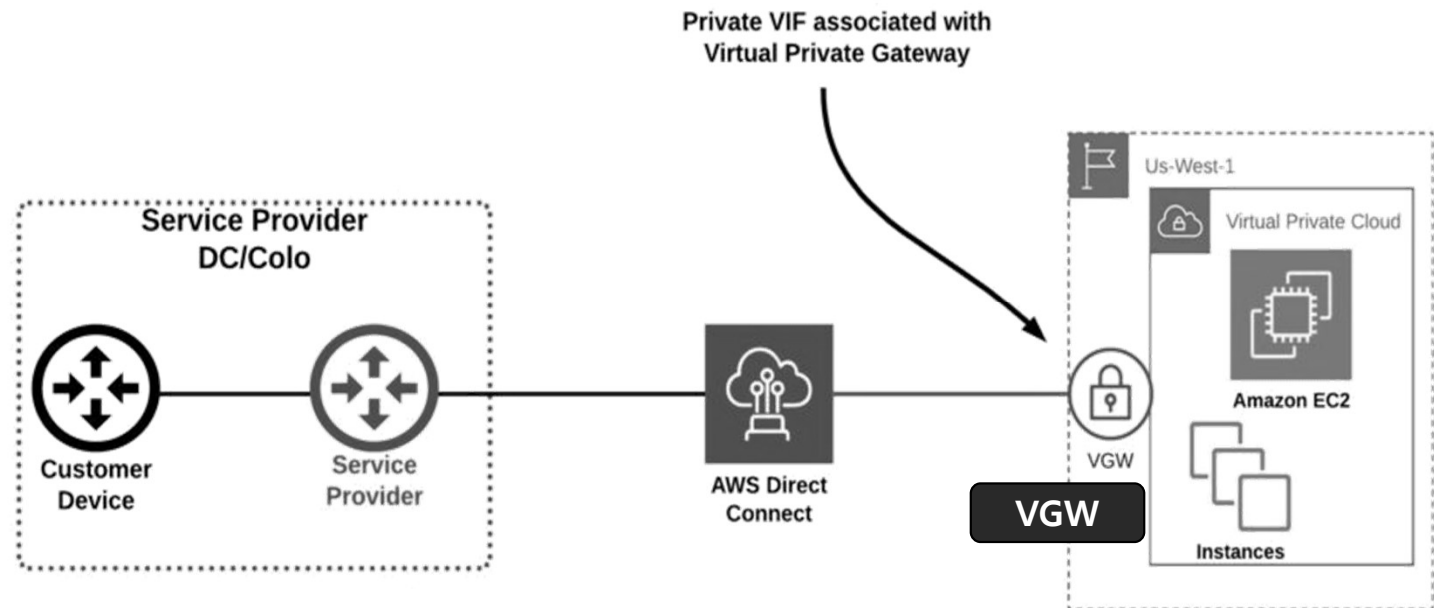 Private VIF associated with
Virtual Private Gateway
Us-West-1
Virtual Private Cloud
Service Provider
DC/Colo
Customer
Device
Service
Provider
AWS Direct
Connect
VGW
VGW
Amazon EC2
Instances